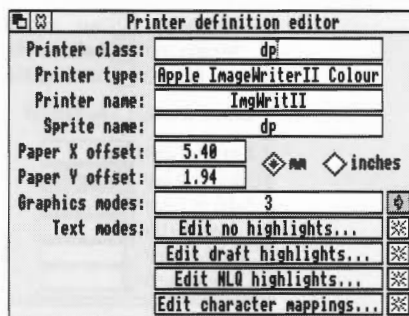 Printer definition editor
Printer class: dp
Printer type: Apple ImageWriterII Colour
Printer name: ImgWritII
Sprite name: dp
Paper X offset: 5.40
mm inches
Paper Y offset: 1.94
Graphics modes: 3
Text modes: Edit no highlights...
Edit draft highlights...
Edit NLQ highlights...
Edit character mappings...